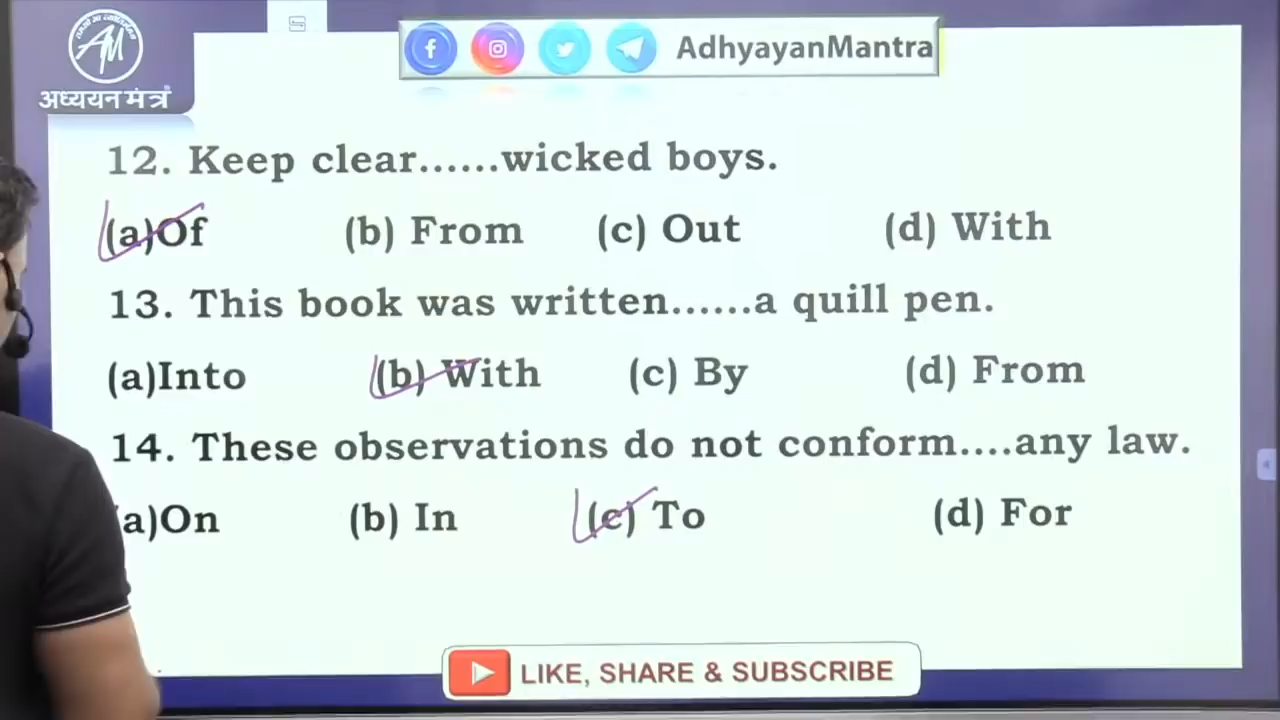 AdhyayanMantra
अध्ययन मंत्रं
12. Keep clear......wicked boys.
(a)Of (b) From (c) Out (d) With
13. This book was written......a quill pen.
(a)Into (b) With (c) By (d) From
14. These observations do not conform....any law.
a)On (b) In (c) To (d) For
LIKE, SHARE & SUBSCRIBE